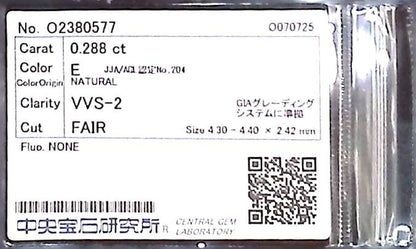 No. O2380577 O070725
Carat 0.288 ct
Color E JJA/AGL認定No.204
ColorOrigin NATURAL
Clarity VVS-2 GIAグレーディング
システムに準拠
Cut FAIR Size 4.30 - 4.40 × 2.42 mm
Fluo. NONE
中央宝石研究所® CENTRAL GEM
LABORATORY